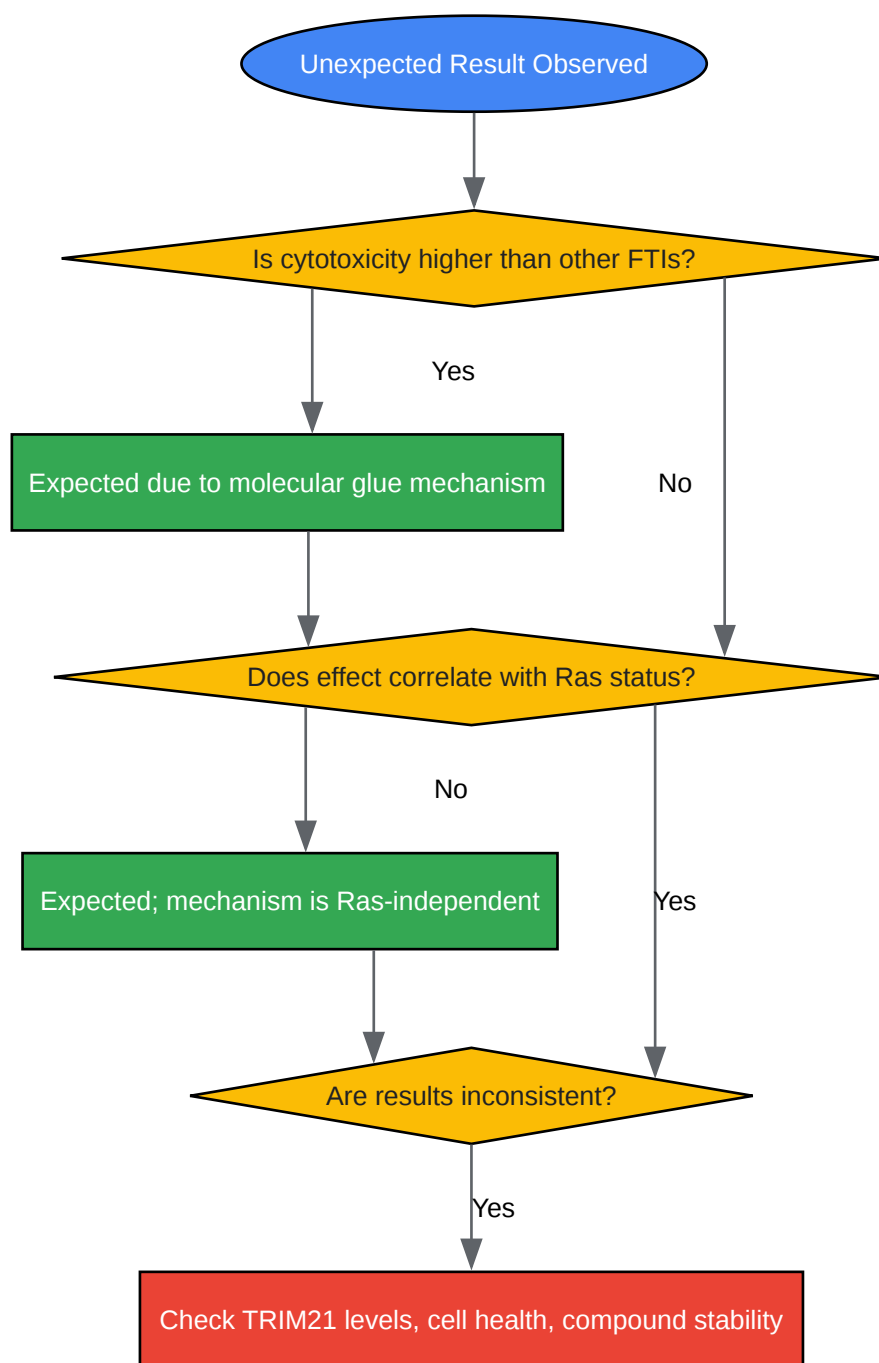 Unexpected Result Observed
Is cytotoxicity higher than other FTIs?
Yes
Expected due to molecular glue mechanism
No
Does effect correlate with Ras status?
No
Expected; mechanism is Ras-independent
Yes
Are results inconsistent?
Yes
Check TRIM21 levels, cell health, compound stability